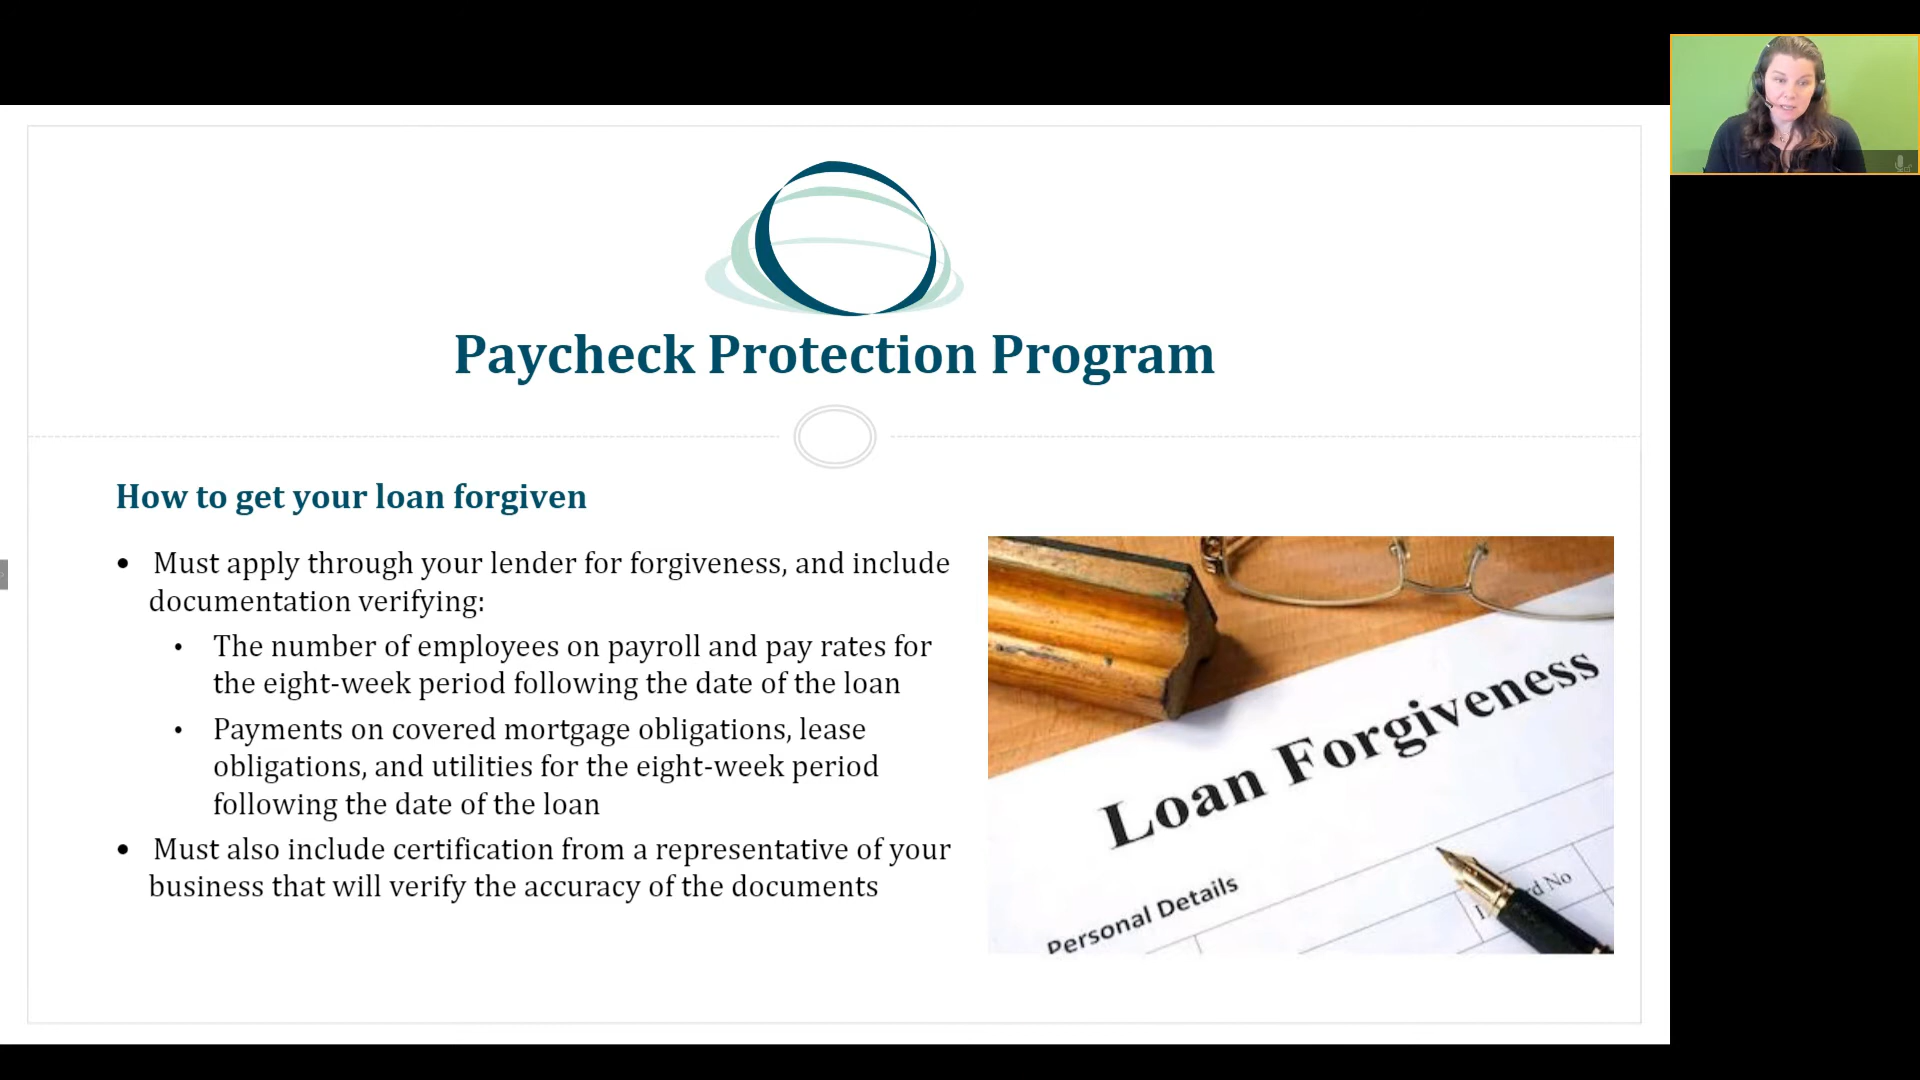 Paycheck Protection Program
How to get your loan forgiven
• Must apply through your lender for forgiveness, and include
documentation verifying:
• The number of employees on payroll and pay rates for
the eight-week period following the date of the loan
• Payments on covered mortgage obligations, lease
obligations, and utilities for the eight-week period
following the date of the loan
• Must also include certification from a representative of your
business that will verify the accuracy of the documents
Loan Forgiveness
Personal Details
No